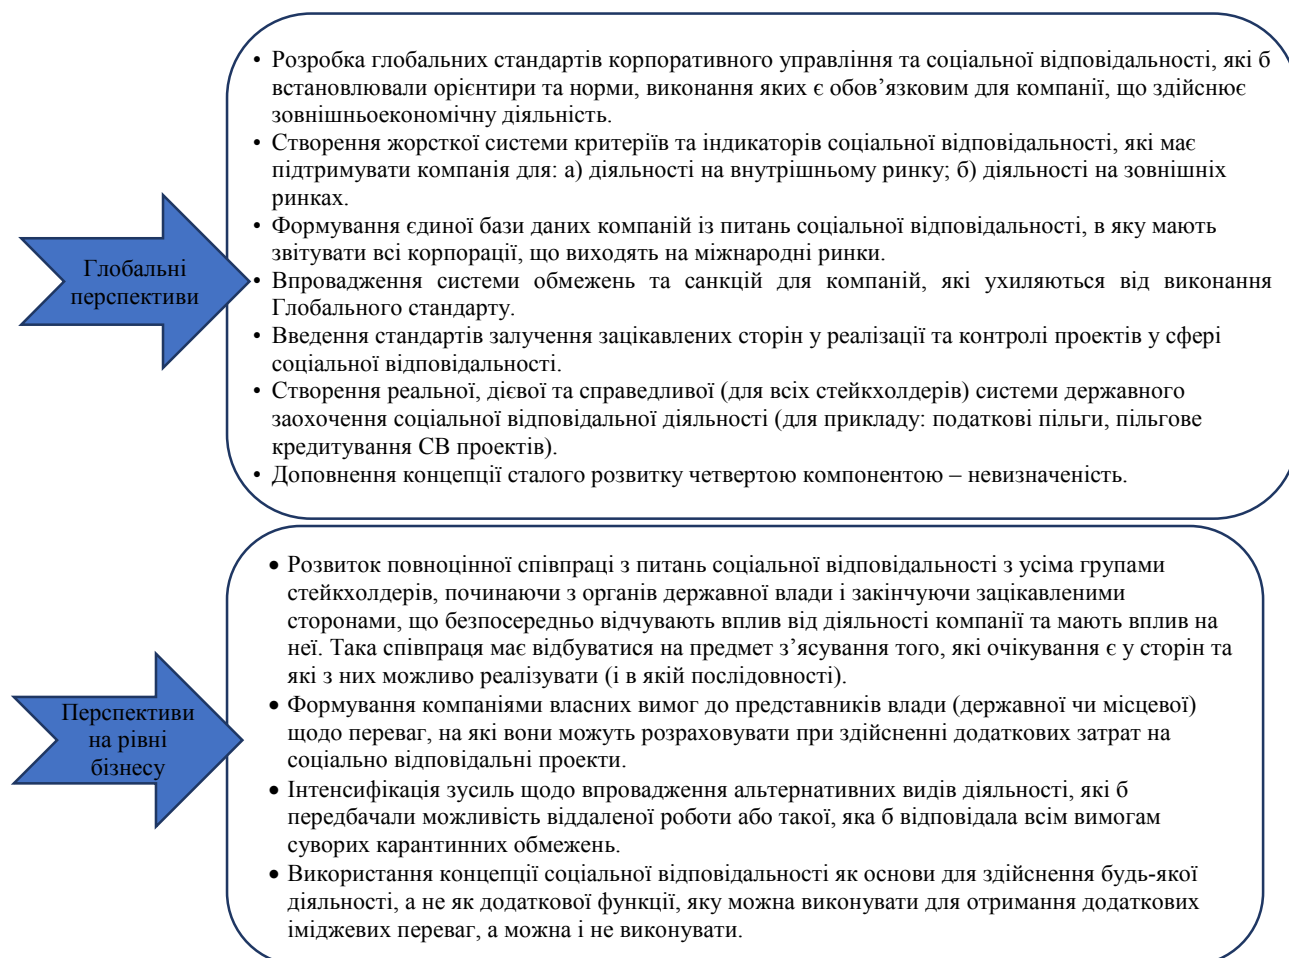 Глобальні
перспективи
• Розробка глобальних стандартів корпоративного управління та соціальної відповідальності, які б
встановлювали орієнтири та норми, виконання яких є обов’язковим для компанії, що здійснює
зовнішньоекономічну діяльність.
• Створення жорсткої системи критеріїв та індикаторів соціальної відповідальності, які має
підтримувати компанія для: а) діяльності на внутрішньому ринку; б) діяльності на зовнішніх
ринках.
• Формування єдиної бази даних компаній із питань соціальної відповідальності, в яку мають
звітувати всі корпорації, що виходять на міжнародні ринки.
• Впровадження системи обмежень та санкцій для компаній, які ухиляються від виконання
Глобального стандарту.
• Введення стандартів залучення зацікавлених сторін у реалізації та контролі проектів у сфері
соціальної відповідальності.
• Створення реальної, дієвої та справедливої (для всіх стейкхолдерів) системи державного
заохочення соціальної відповідальної діяльності (для прикладу: податкові пільги, пільгове
кредитування СВ проектів).
• Доповнення концепції сталого розвитку четвертою компонентою – невизначеність.
Перспективи
на рівні
бізнесу
• Розвиток повноцінної співпраці з питань соціальної відповідальності з усіма групами
стейкхолдерів, починаючи з органів державної влади і закінчуючи зацікавленими
сторонами, що безпосередньо відчувають вплив від діяльності компанії та мають вплив на
неї. Така співпраця має відбуватися на предмет з’ясування того, які очікування є у сторін та
які з них можливо реалізувати (і в якій послідовності).
• Формування компаніями власних вимог до представників влади (державної чи місцевої)
щодо переваг, на які вони можуть розраховувати при здійсненні додаткових затрат на
соціально відповідальні проекти.
• Інтенсифікація зусиль щодо впровадження альтернативних видів діяльності, які б
передбачали можливість віддаленої роботи або такої, яка б відповідала всім вимогам
суворих карантинних обмежень.
• Використання концепції соціальної відповідальності як основи для здійснення будь-якої
діяльності, а не як додаткової функції, яку можна виконувати для отримання додаткових
іміджевих переваг, а можна і не виконувати.